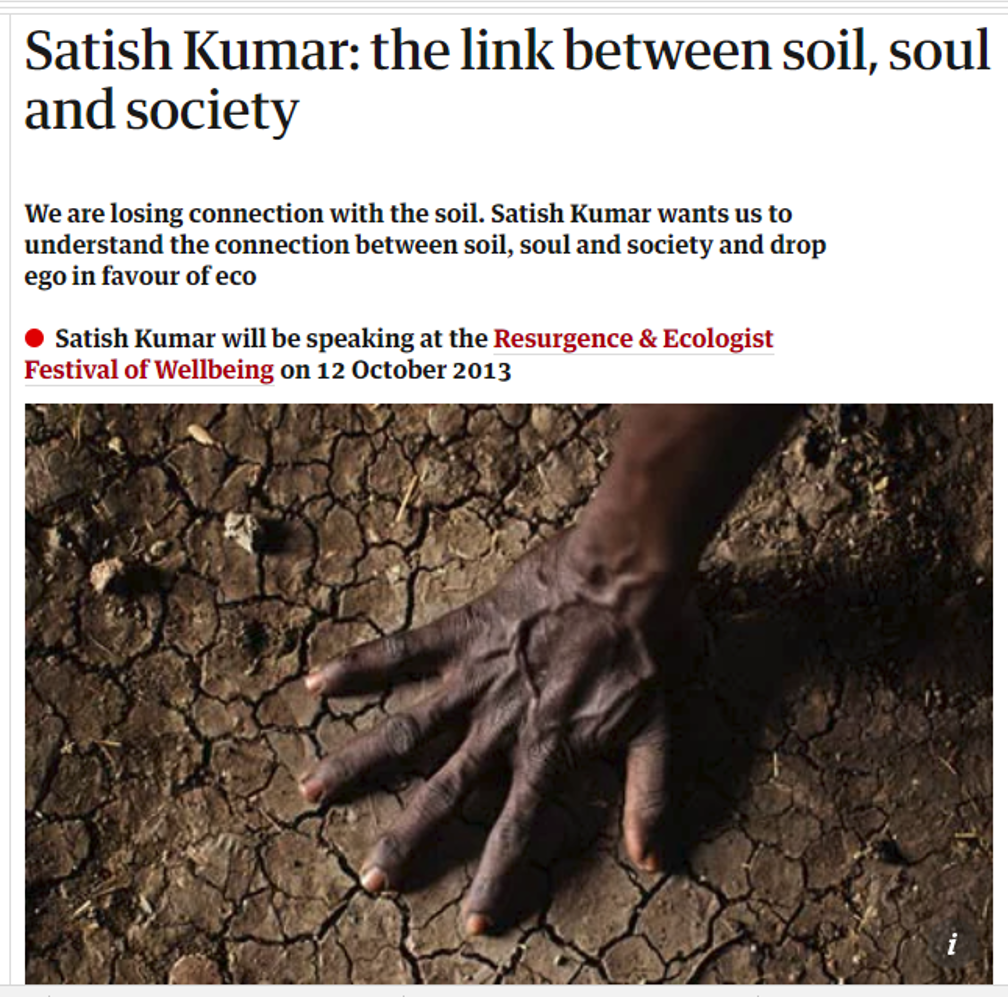 Satish Kumar: the link between soil, soul
and society
We are losing connection with the soil. Satish Kumar wants us to
understand the connection between soil, soul and society and drop
ego in favour of eco
● Satish Kumar will be speaking at the Resurgence & Ecologist
Festival of Wellbeing on 12 October 2013
i